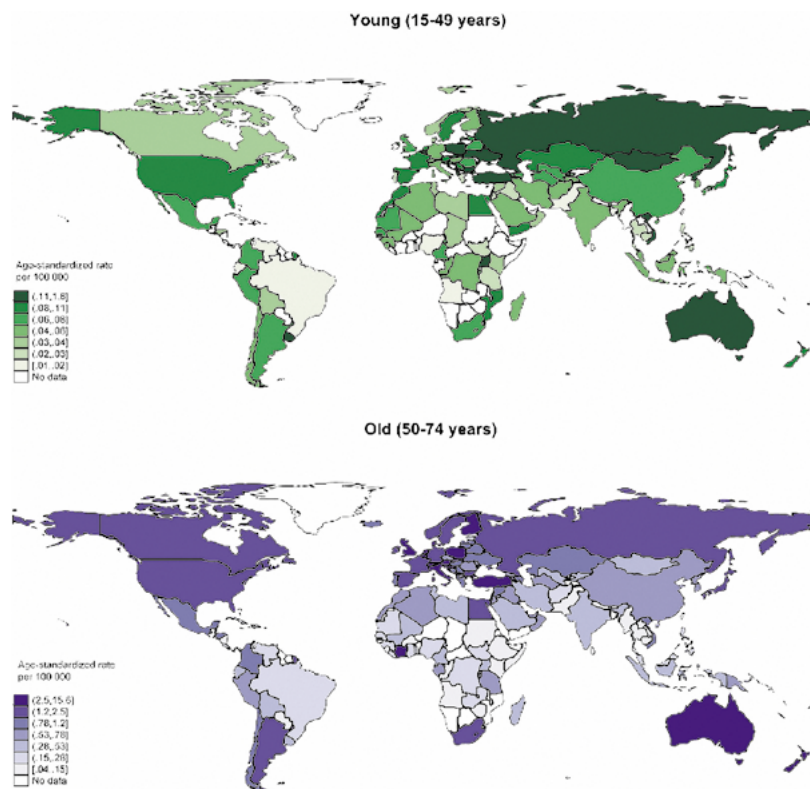 Young (15-49 years)
Age-standardized rate
per 100 000
(.11,1.8]
(.08,.11]
(.06,.08]
(.04,.06]
(.03,.04]
(.02,.03]
[.01,.02]
No data
Old (50-74 years)
Age-standardized rate
per 100 000
(2.5,15.6]
(1.2,2.5]
(.78,1.2]
(.53,.78]
(.28,.53]
(.15,.28]
[.04,.15]
No data